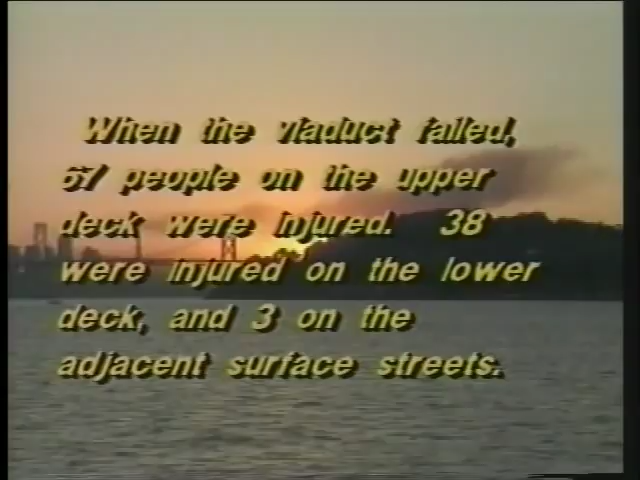 When the viaduct failed,
67 people on the upper
deck were injured. 38
were injured on the lower
deck, and 3 on the
adjacent surface streets.